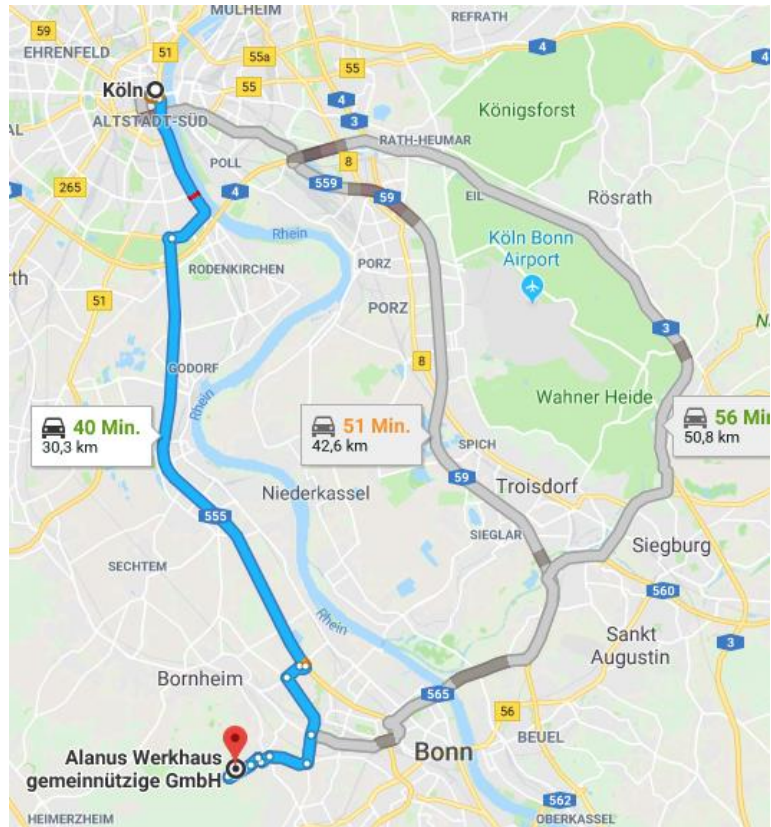 MÜLHEIM
59
EHRENFELD
51
55a
55
REFRATH
4
Köln
55
4
3
Königsforst
ALTSTADT-SÜD
RATH-HEUMAR
POLL
8
265
4
559
59
EIL
Rösrath
Rhein
Köln Bonn
Airport
RODENKIRCHEN
PORZ
51
PORZ
3
8
GODORF
Wahner Heide
Rhein
40 Min.
30,3 km
51 Min.
42,6 km
56 Min
50,8 km
SPICH
59
Troisdorf
Niederkassel
555
SIEGLAR
Siegburg
SECHTEM
560
Rhein
Sankt
Augustin
3
Bornheim
565
56
BEUEL
Alanus Werkhaus
gemeinnützige GmbH
Bonn
562
HEIMERZHEIM
OBERKASSEL